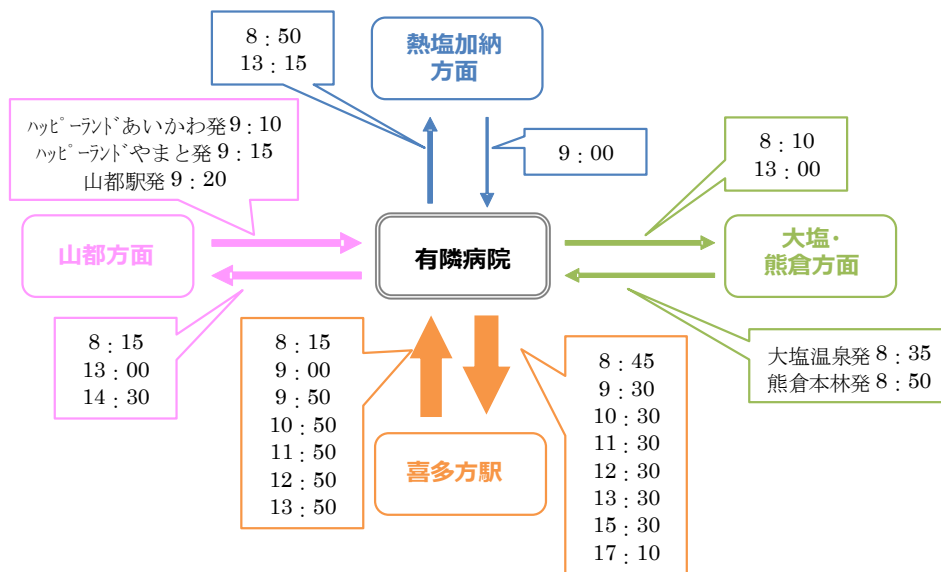 8：50
13：15
熱塩加納
方面
ﾊｯﾋﾟｰﾗﾝﾄﾞあいかわ発 9：10
ﾊｯﾋﾟｰﾗﾝﾄﾞやまと発 9：15
山都駅発 9：20
9：00
8：10
13：00
山都方面
有隣病院
大塩・
熊倉方面
8：15
13：00
14：30
8：15
9：00
9：50
10：50
11：50
12：50
13：50
喜多方駅
8：45
9：30
10：30
11：30
12：30
13：30
15：30
17：10
大塩温泉発 8：35
熊倉本林発 8：50